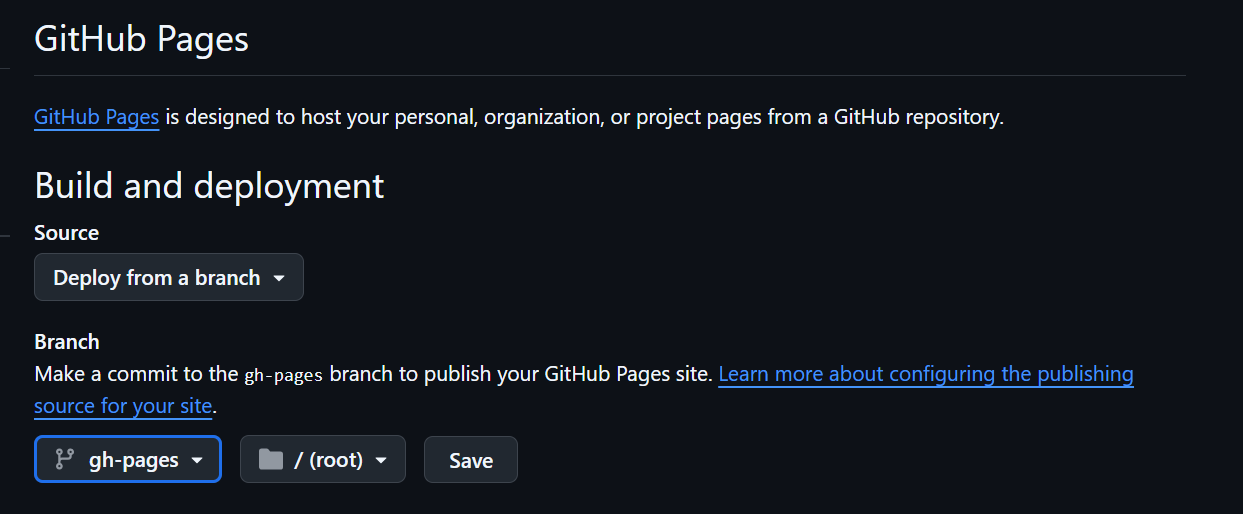 GitHub Pages
GitHub Pages is designed to host your personal, organization, or project pages from a GitHub repository.
Build and deployment
Source
Deploy from a branch
Branch
Make a commit to the gh-pages branch to publish your GitHub Pages site. Learn more about configuring the publishing
source for your site.
gh-pages / (root) Save